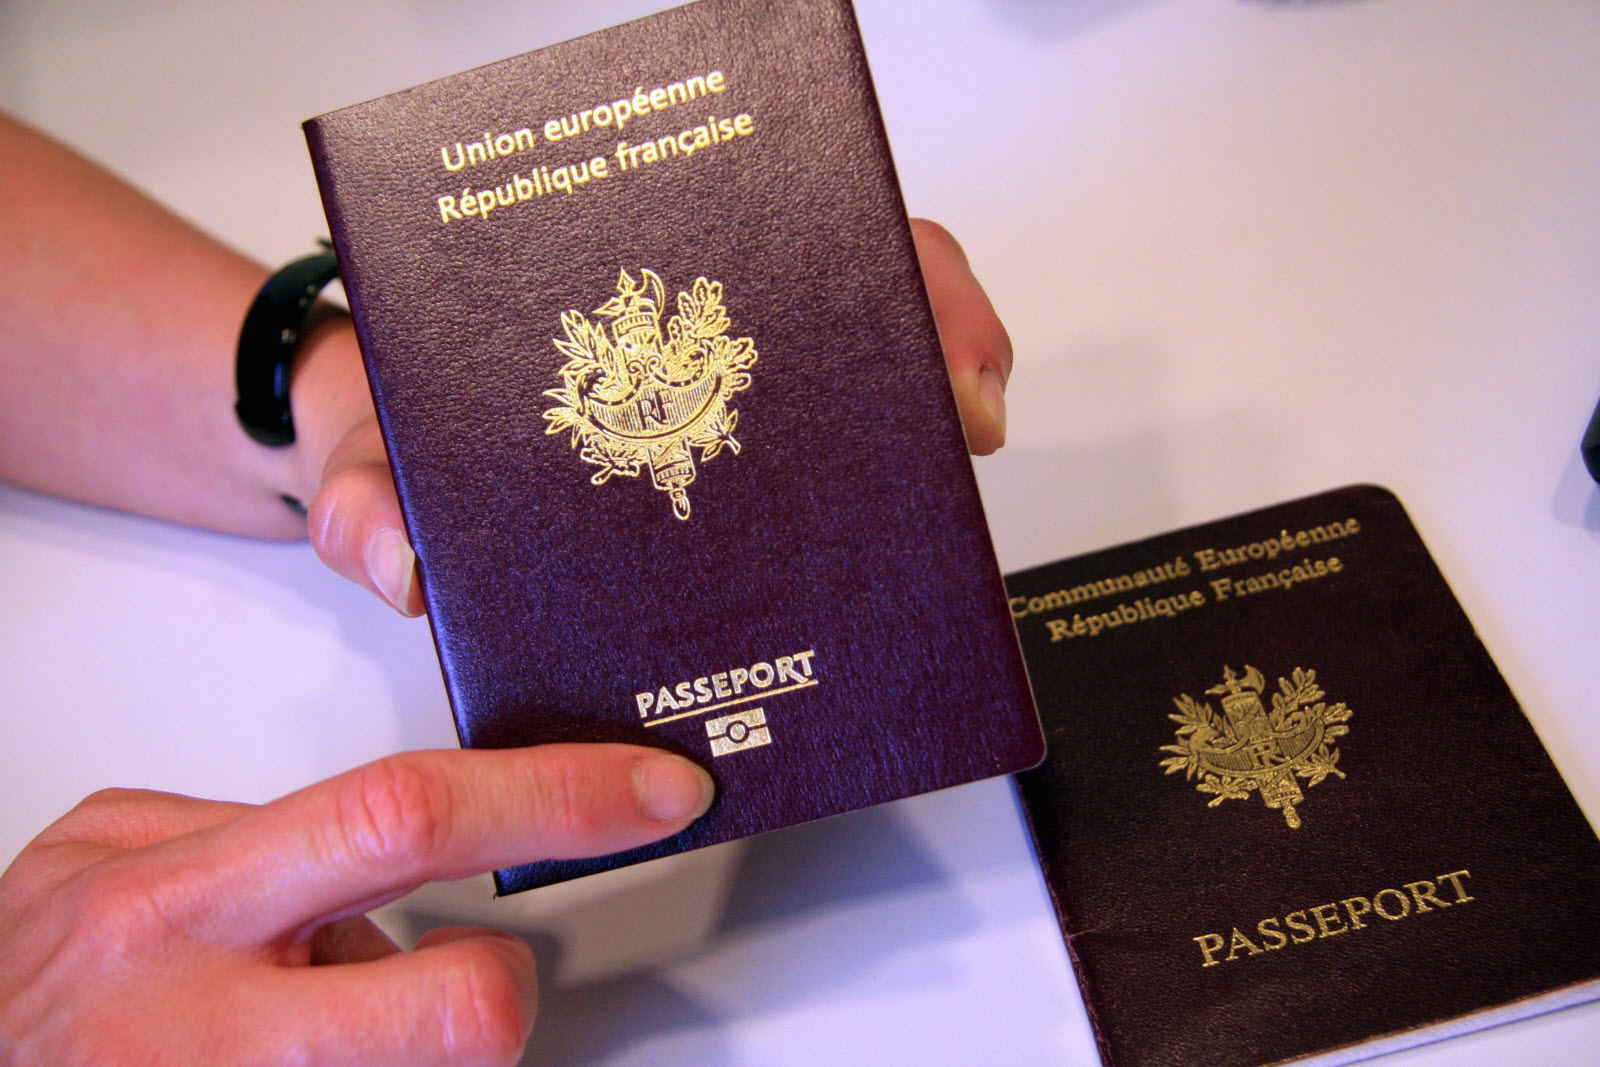 Union européenne
République française
RF
PASSEPORT
Communauté Européenne
République Française
RF
PASSEPORT